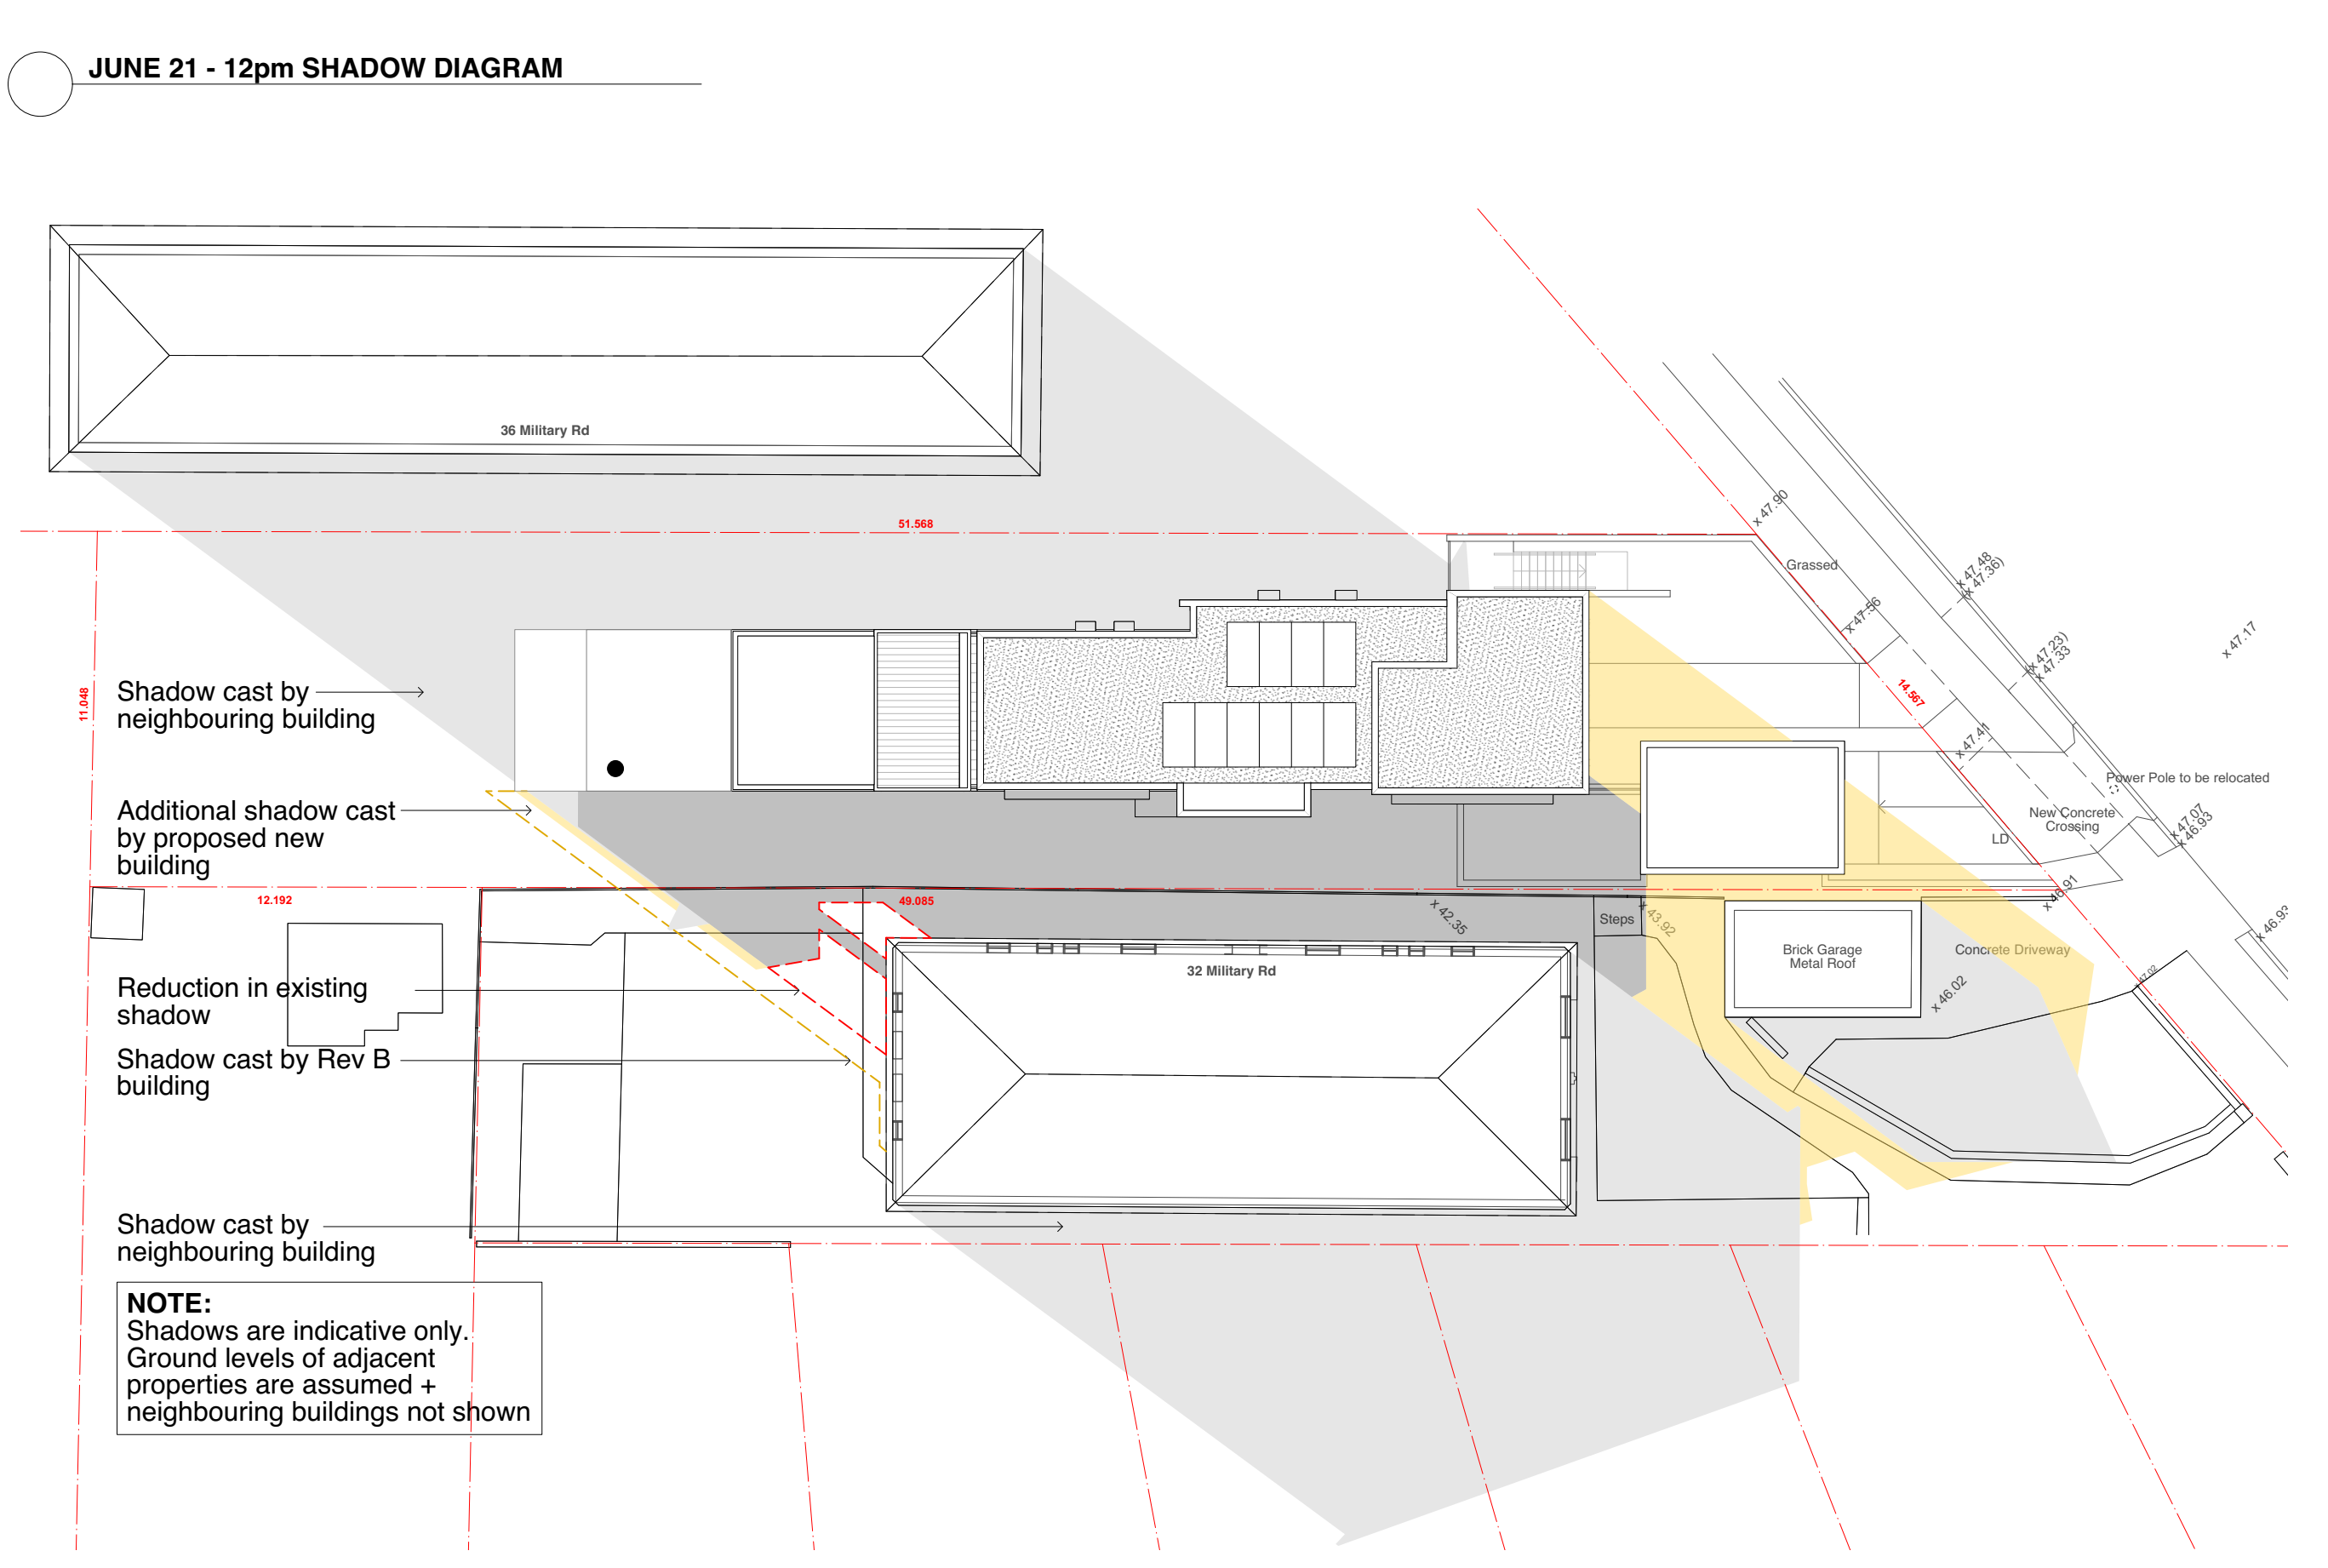 JUNE 21 - 12pm SHADOW DIAGRAM
36 Military Rd
51.568
x 47.90
Grassed
x 47.48
(x 47.36)
x 47.56
(x 47.23)
x 47.33
x 47.17
11.048
Shadow cast by
neighbouring building
14.567
x 47.41
Power Pole to be relocated
Additional shadow cast
by proposed new
building
New Concrete
Crossing
LD
x 47.07
x 46.93
12.192
49.085
x 42.35
Steps
x 43.92
x 46.91
x 46.93
Brick Garage
Metal Roof
Concrete Driveway
32 Military Rd
x 46.02
Reduction in existing
shadow
Shadow cast by Rev B
building
Shadow cast by
neighbouring building
NOTE:
Shadows are indicative only.
Ground levels of adjacent
properties are assumed +
neighbouring buildings not shown